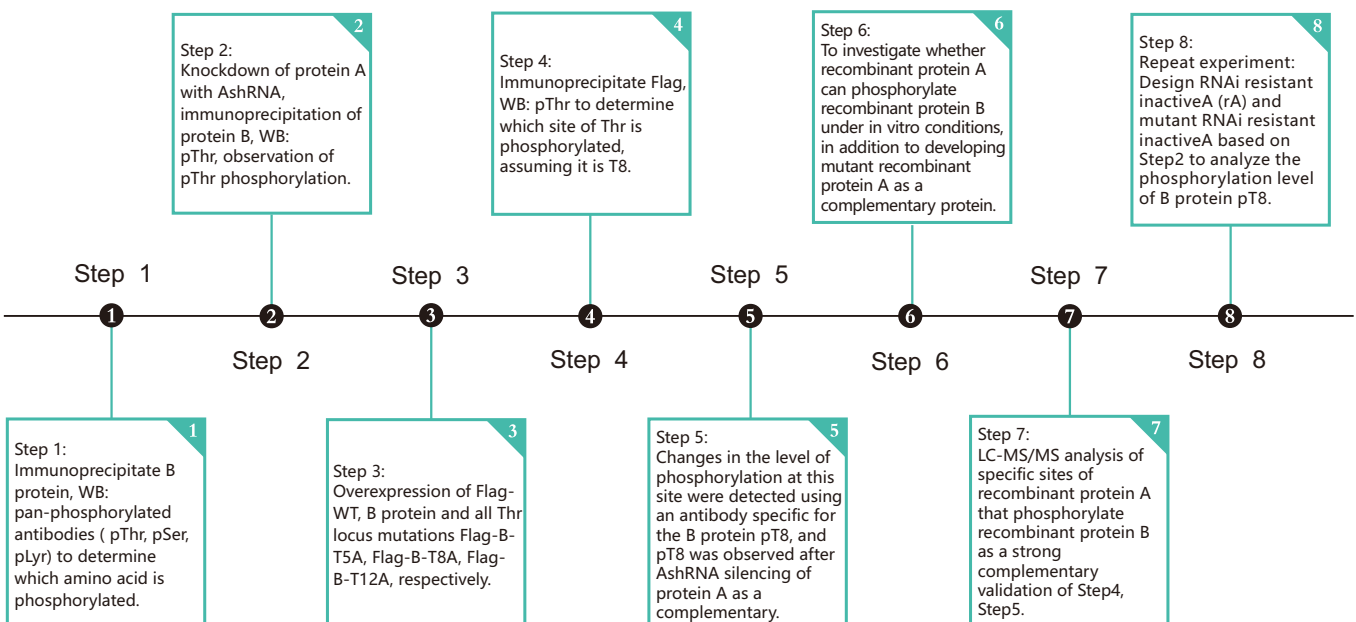 2
Step 2:
Knockdown of protein A
with AshRNA,
immunoprecipitation of
protein B, WB:
pThr, observation of
pThr phosphorylation.
4
Step 4:
Immunoprecipitate Flag,
WB: pThr to determine
which site of Thr is
phosphorylated,
assuming it is T8.
6
Step 6:
To investigate whether
recombinant protein A
can phosphorylate
recombinant protein B
under in vitro conditions,
in addition to developing
mutant recombinant
protein A as a
complementary protein.
8
Step 8:
Repeat experiment:
Design RNAi resistant
inactiveA (rA) and
mutant RNAi resistant
inactiveA based on
Step2 to analyze the
phosphorylation level
of B protein pT8.
Step 1
Step 3
Step 5
Step 7
1
2
3
4
5
6
7
8
Step 2
Step 4
Step 6
Step 8
1
Step 1:
Immunoprecipitate B
protein, WB:
pan-phosphorylated
antibodies ( pThr, pSer,
pLyr) to determine
which amino acid is
phosphorylated.
3
Step 3:
Overexpression of Flag-
WT, B protein and all Thr
locus mutations Flag-B-
T5A, Flag-B-T8A, Flag-
B-T12A, respectively.
5
Step 5:
Changes in the level of
phosphorylation at this
site were detected using
an antibody specific for
the B protein pT8, and
pT8 was observed after
AshRNA silencing of
protein A as a
complementary.
7
Step 7:
LC-MS/MS analysis of
specific sites of
recombinant protein A
that phosphorylate
recombinant protein B
as a strong
complementary
validation of Step4,
Step5.